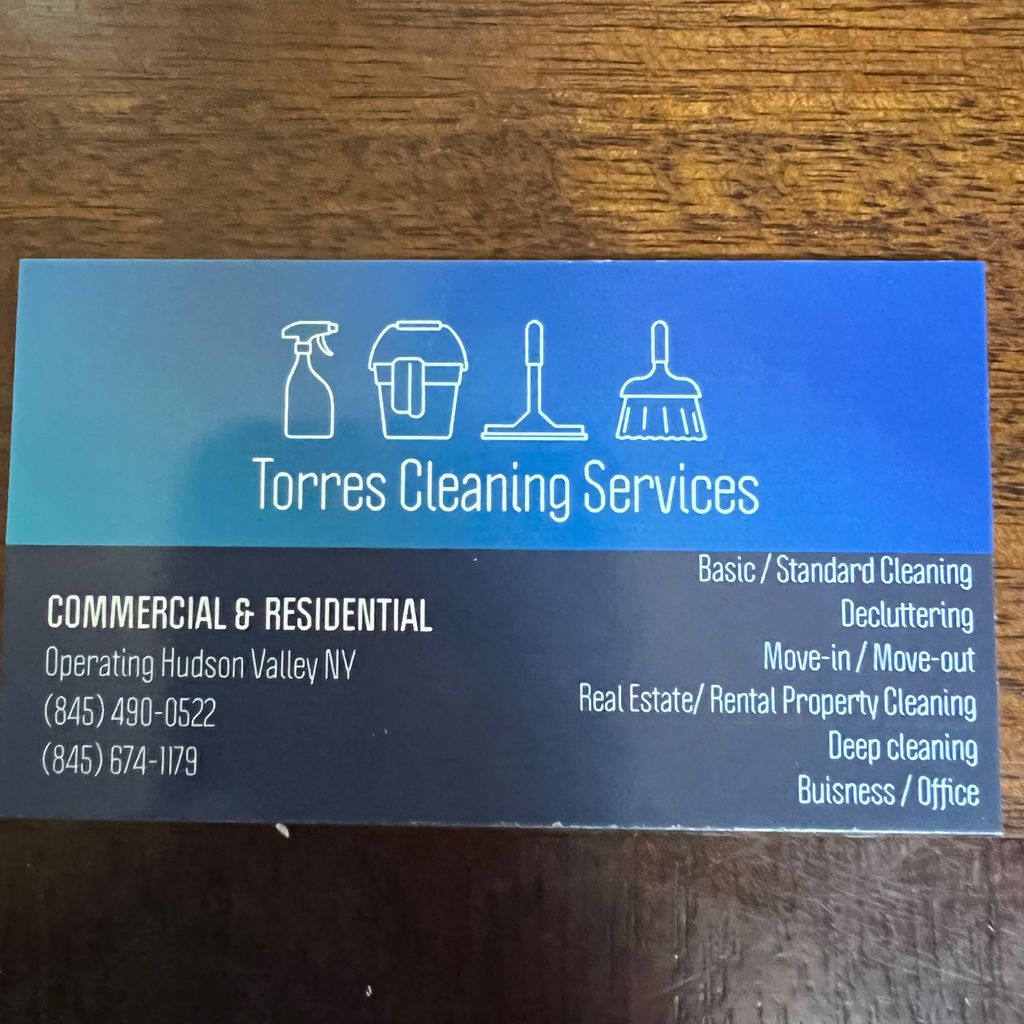 Torres Cleaning Services
COMMERCIAL & RESIDENTIAL
Operating Hudson Valley NY
(845) 490-0522
(845) 674-1179
Basic / Standard Cleaning
Decluttering
Move-in / Move-out
Real Estate/ Rental Property Cleaning
Deep cleaning
Buisness / Office